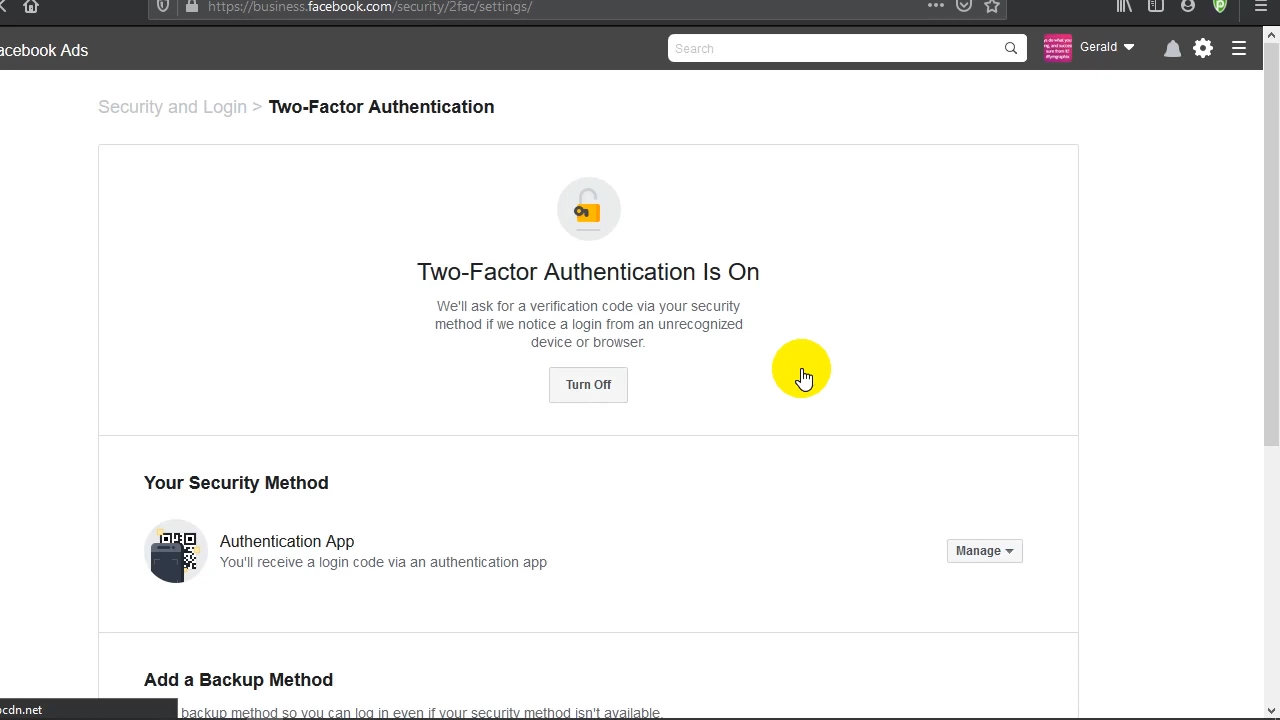 https://business.facebook.com/security/2fac/settings/
acebook Ads
Search
Gerald
Security and Login > Two-Factor Authentication
Two-Factor Authentication Is On
We'll ask for a verification code via your security
method if we notice a login from an unrecognized
device or browser.
Turn Off
Your Security Method
Authentication App
You'll receive a login code via an authentication app
Manage
Add a Backup Method
backup method so you can log in even if your security method isn't available.
cdn.net